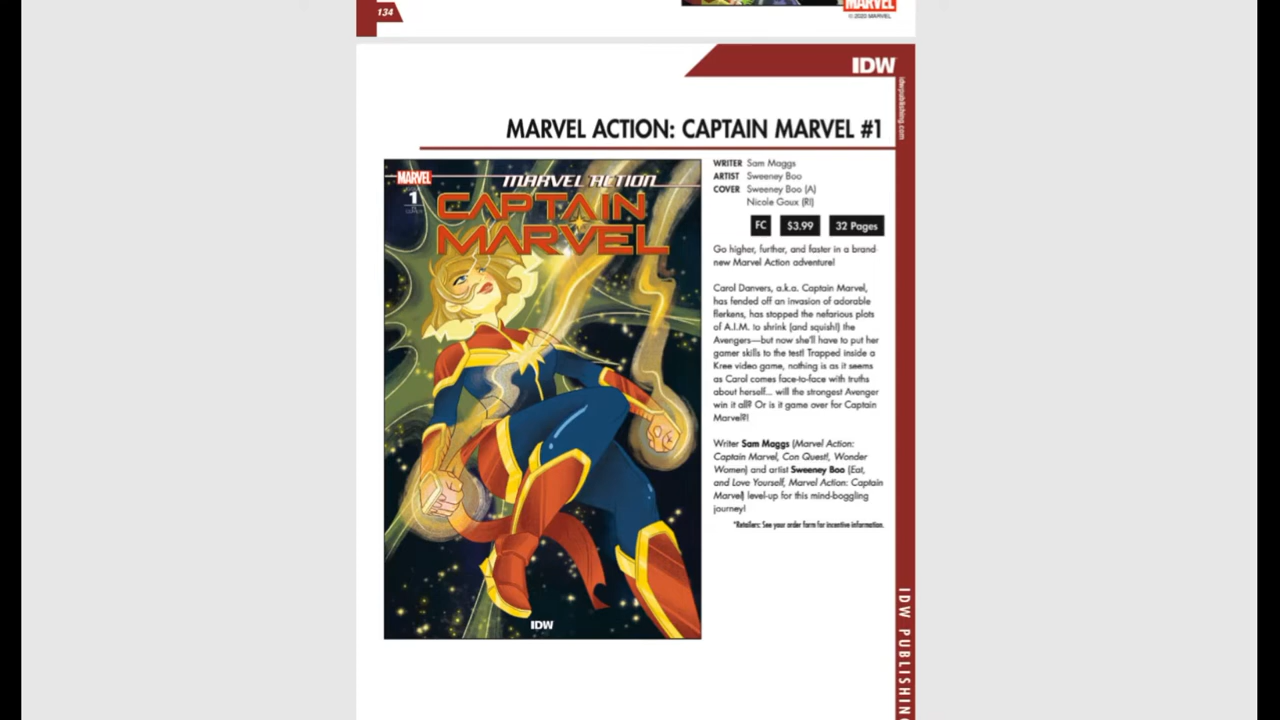 134
MARVEL
© 2020 MARVEL
IDW
idwpublishing.com
MARVEL ACTION: CAPTAIN MARVEL #1
MARVEL
MARVEL ACTION
1
CAPTAIN
MARVEL
IDW
WRITER Sam Maggs
ARTIST Sweeney Boo
COVER Sweeney Boo (A)
Nicole Goux (RI)
FC $3.99 32 Pages
Go higher, further, and faster in a brand-
new Marvel Action adventure!
Carol Danvers, a.k.a. Captain Marvel,
has fended off an invasion of adorable
flerkens, has stopped the nefarious plots
of A.I.M. to shrink (and squish!) the
Avengers—but now she'll have to put her
gamer skills to the test! Trapped inside a
Kree video game, nothing is as it seems
as Carol comes face-to-face with truths
about herself... will the strongest Avenger
win it all? Or is it game over for Captain
Marvel?!
Writer Sam Maggs (Marvel Action:
Captain Marvel, Con Quest!, Wonder
Women) and artist Sweeney Boo (Eat,
and Love Yourself, Marvel Action: Captain
Marvel) level-up for this mind-boggling
journey!
*Retailers: See your order form for incentive information.
IDW PUBLISHING